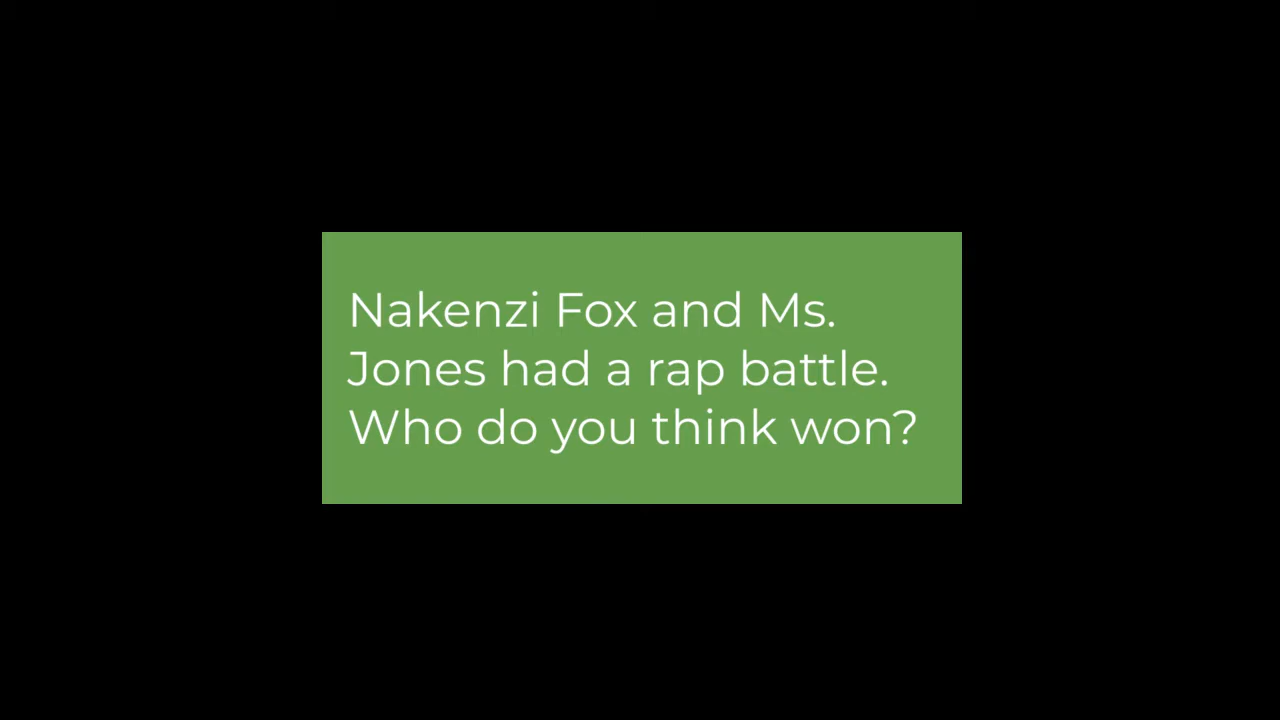 Nakenzi Fox and Ms.
Jones had a rap battle.
Who do you think won?